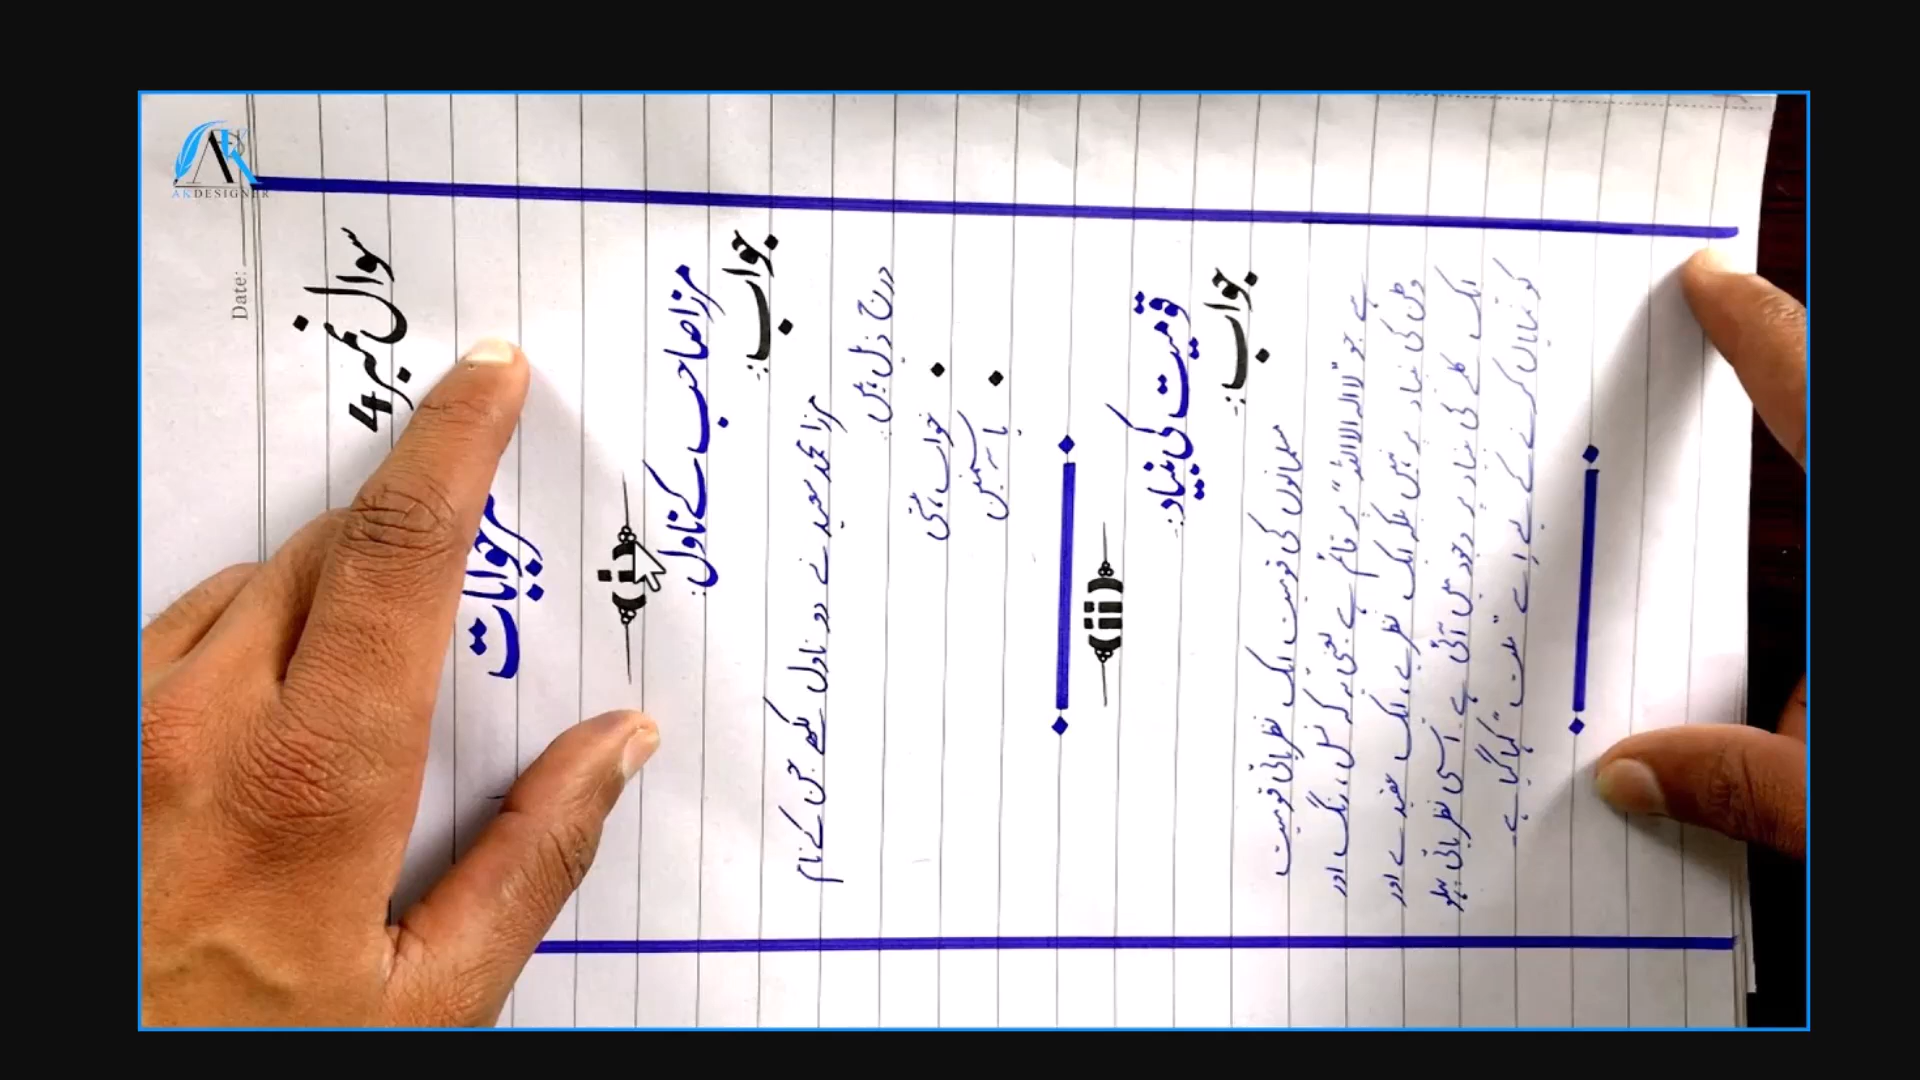 AKDESIGNER
Date:
سوال نمبر 4
جوابات
(i)
مرزا صاحب کے ناول:
جواب:
مرزا محمد سعید نے دو ناول لکھے جن کے نام
درج ذیل ہیں:
خواب ہستی
یاسمین
(ii)
قومیت کی بنیاد:
جواب:
مسلمانوں کی قومیت ایک نظریاتی قومیت
ہے جو "لا الہ الا اللہ" پر قائم ہے یعنی یہ کہ نسل، رنگ اور
وطن کی بنیاد پر نہیں بلکہ ایک نظریے، ایک عقیدے اور
ایک کلمے کی بنیاد پر وجود میں آتی ہے۔ اسی نظریاتی پہلو
کو نمایاں کرنے کے لیے اسے "ملت" کہا گیا ہے۔